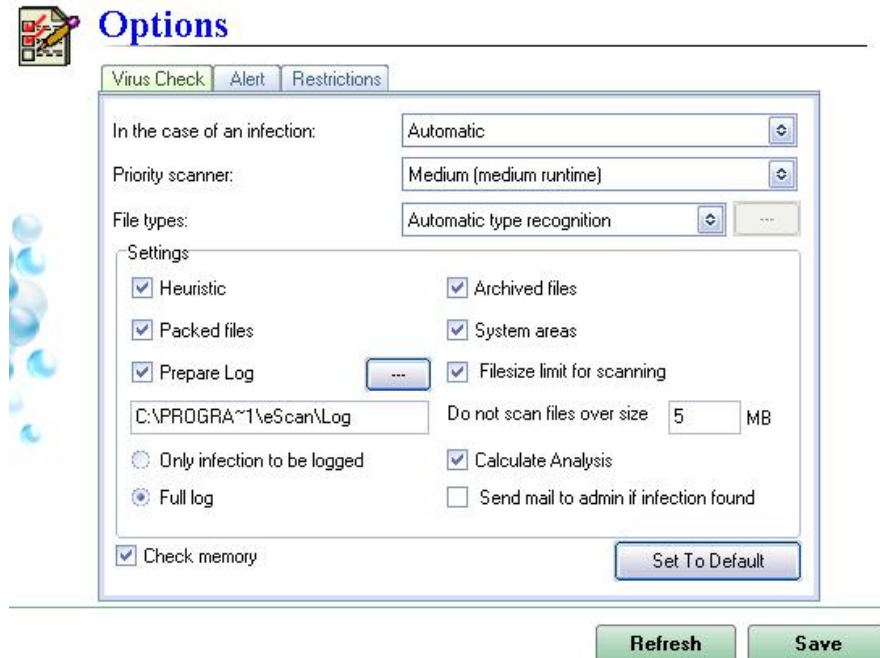 Options
Virus Check Alert Restrictions
In the case of an infection: Automatic
Priority scanner: Medium (medium runtime)
File types: Automatic type recognition ...
Settings
Heuristic Archived files
Packed files System areas
Prepare Log ... Filesize limit for scanning
C:\PROGRA~1\eScan\Log Do not scan files over size 5 MB
Only infection to be logged Calculate Analysis
Full log Send mail to admin if infection found
Check memory Set To Default
Refresh Save